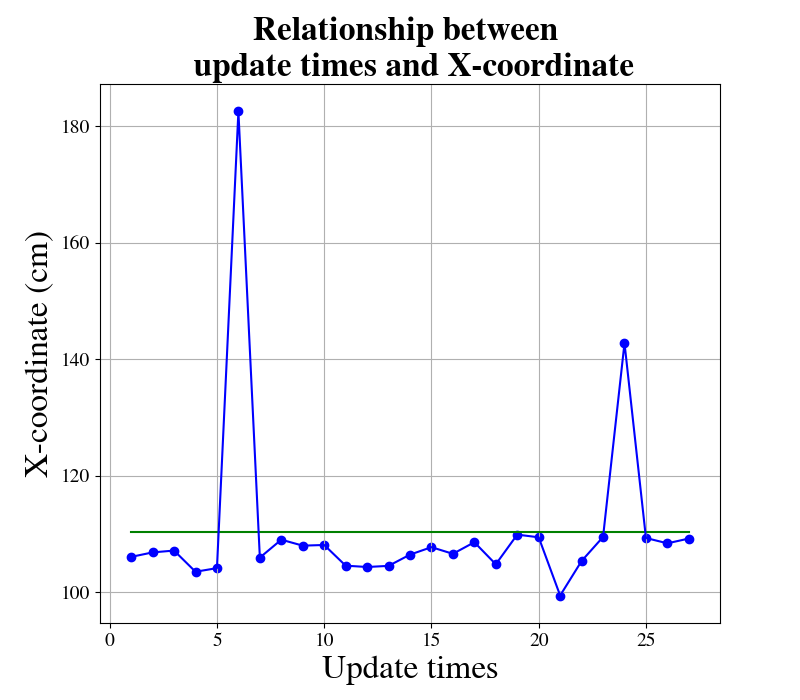 Relationship between
update times and X-coordinate
X-coordinate (cm)
180
160
140
120
100
0
5
10
15
20
25
Update times